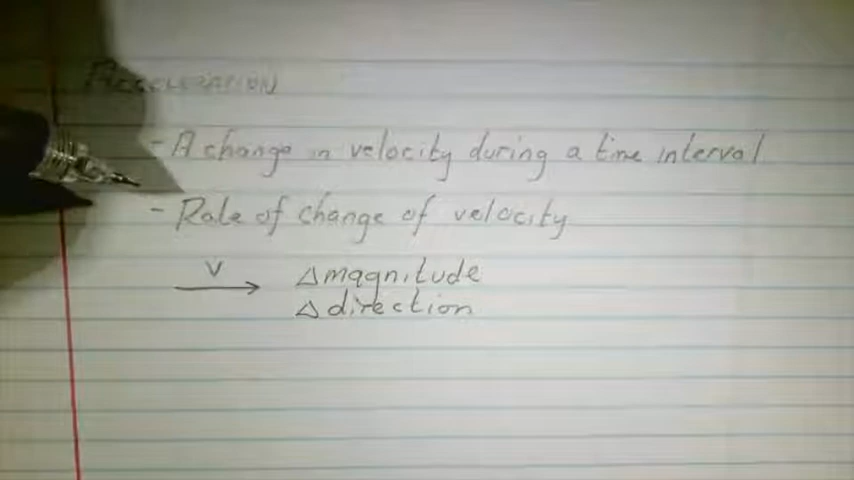 Acceleration
- A change in velocity during a time interval
- Rate of change of velocity
V
Δmagnitude
Δdirection